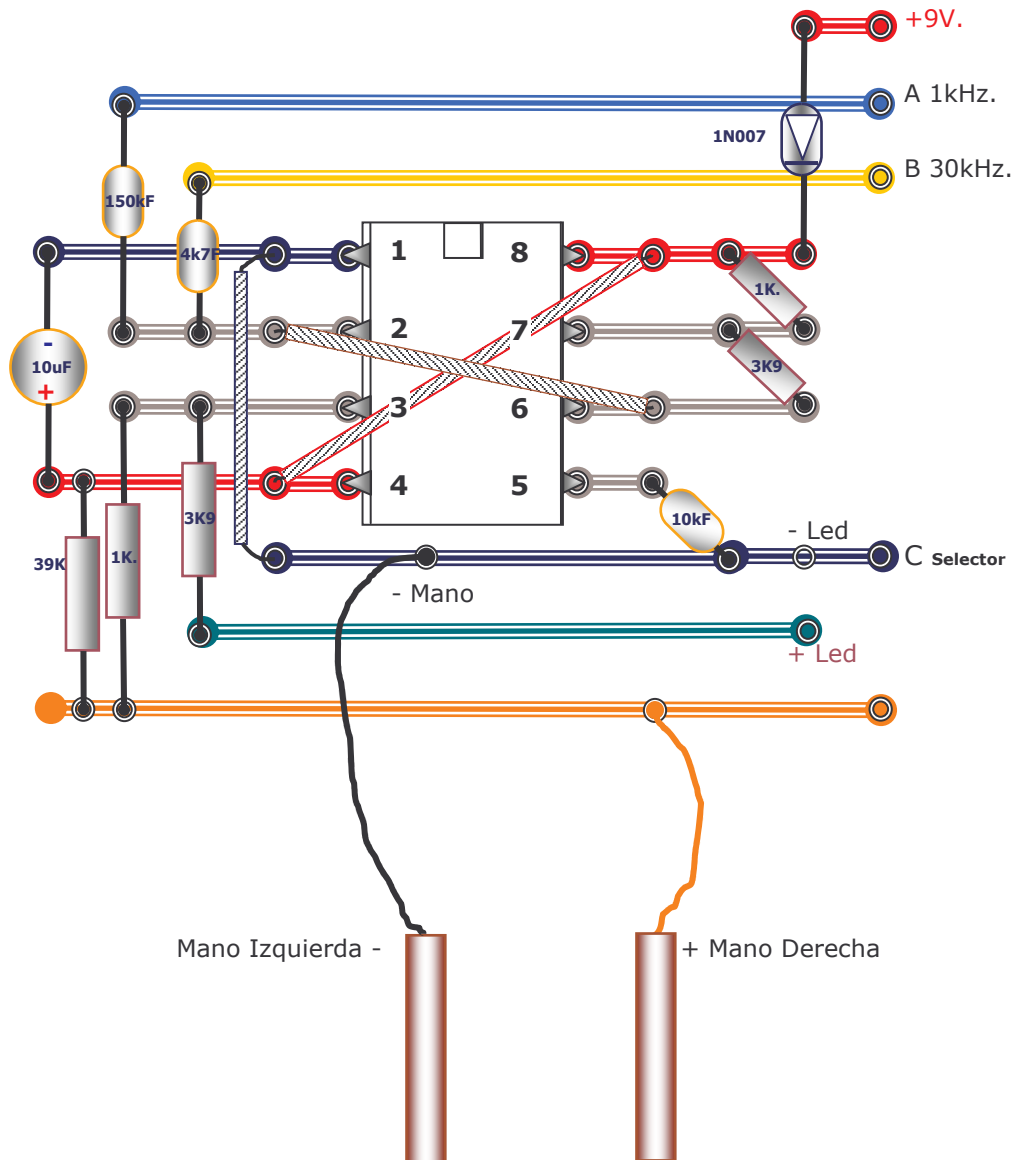 +9V.
A 1kHz.
1N007
B 30kHz.
150kF
4k7F
1
8
1K.
-
10uF
+
2
7
3K9
3
6
4
5
3K9
10kF
39K
1K.
- Led
C Selector
- Mano
+ Led
Mano Izquierda -
+ Mano Derecha